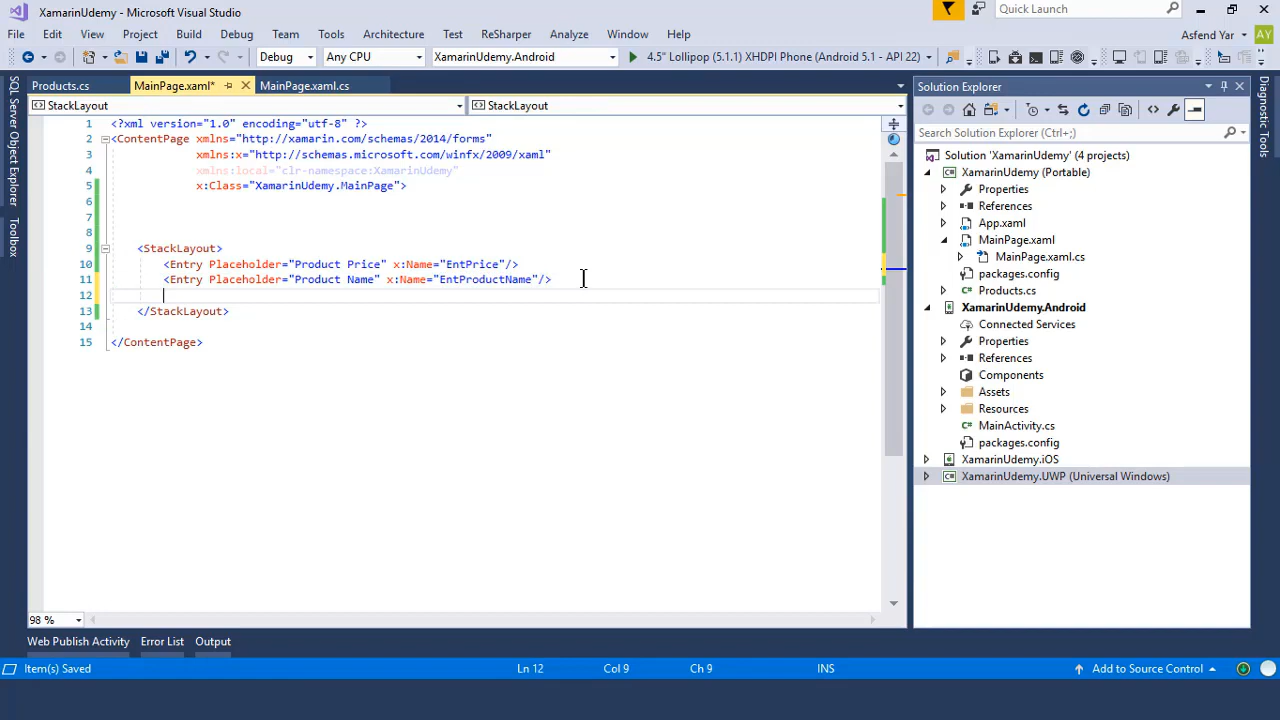 XamarinUdemy - Microsoft Visual Studio
Quick Launch
File Edit View Project Build Debug Team Tools Architecture Test ReSharper Analyze Window Help
Asfend Yar AY
Debug Any CPU XamarinUdemy.Android 4.5" Lollipop (5.1.1) XHDPI Phone (Android 5.1 - API 22)
SQL Server Object Explorer
Toolbox
Products.cs MainPage.xaml* MainPage.xaml.cs
StackLayout StackLayout
1 <?xml version="1.0" encoding="utf-8" ?>
2 <ContentPage xmlns="http://xamarin.com/schemas/2014/forms"
3 xmlns:x="http://schemas.microsoft.com/winfx/2009/xaml"
4 xmlns:local="clr-namespace:XamarinUdemy"
5 x:Class="XamarinUdemy.MainPage">
6
7
8
9 <StackLayout>
10 <Entry Placeholder="Product Price" x:Name="EntPrice"/>
11 <Entry Placeholder="Product Name" x:Name="EntProductName"/>
12
13 </StackLayout>
14
15 </ContentPage>
98 %
Solution Explorer
Search Solution Explorer (Ctrl+;)
Solution 'XamarinUdemy' (4 projects)
XamarinUdemy (Portable)
Properties
References
App.xaml
MainPage.xaml
MainPage.xaml.cs
packages.config
C# Products.cs
XamarinUdemy.Android
Connected Services
Properties
References
Components
Assets
Resources
C# MainActivity.cs
packages.config
XamarinUdemy.iOS
C# XamarinUdemy.UWP (Universal Windows)
Diagnostic Tools
Web Publish Activity Error List Output
Item(s) Saved Ln 12 Col 9 Ch 9 INS Add to Source Control